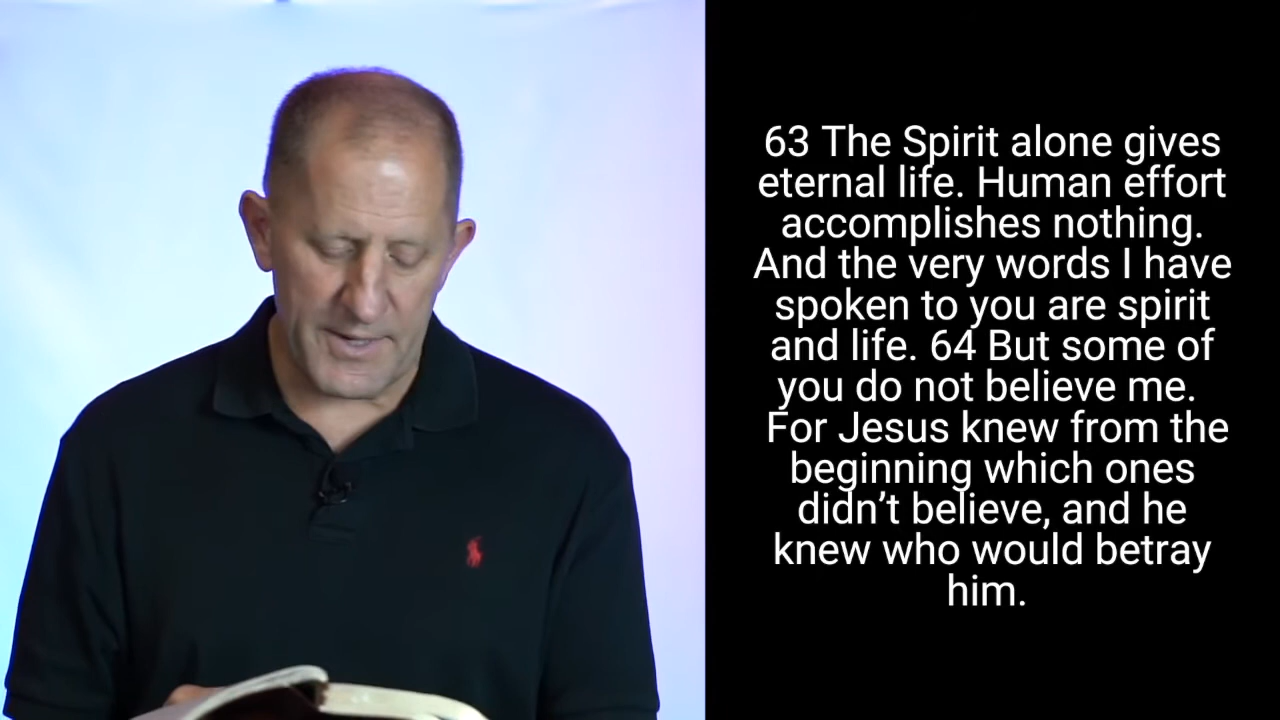 63 The Spirit alone gives
eternal life. Human effort
accomplishes nothing.
And the very words I have
spoken to you are spirit
and life. 64 But some of
you do not believe me.
For Jesus knew from the
beginning which ones
didn’t believe, and he
knew who would betray
him.